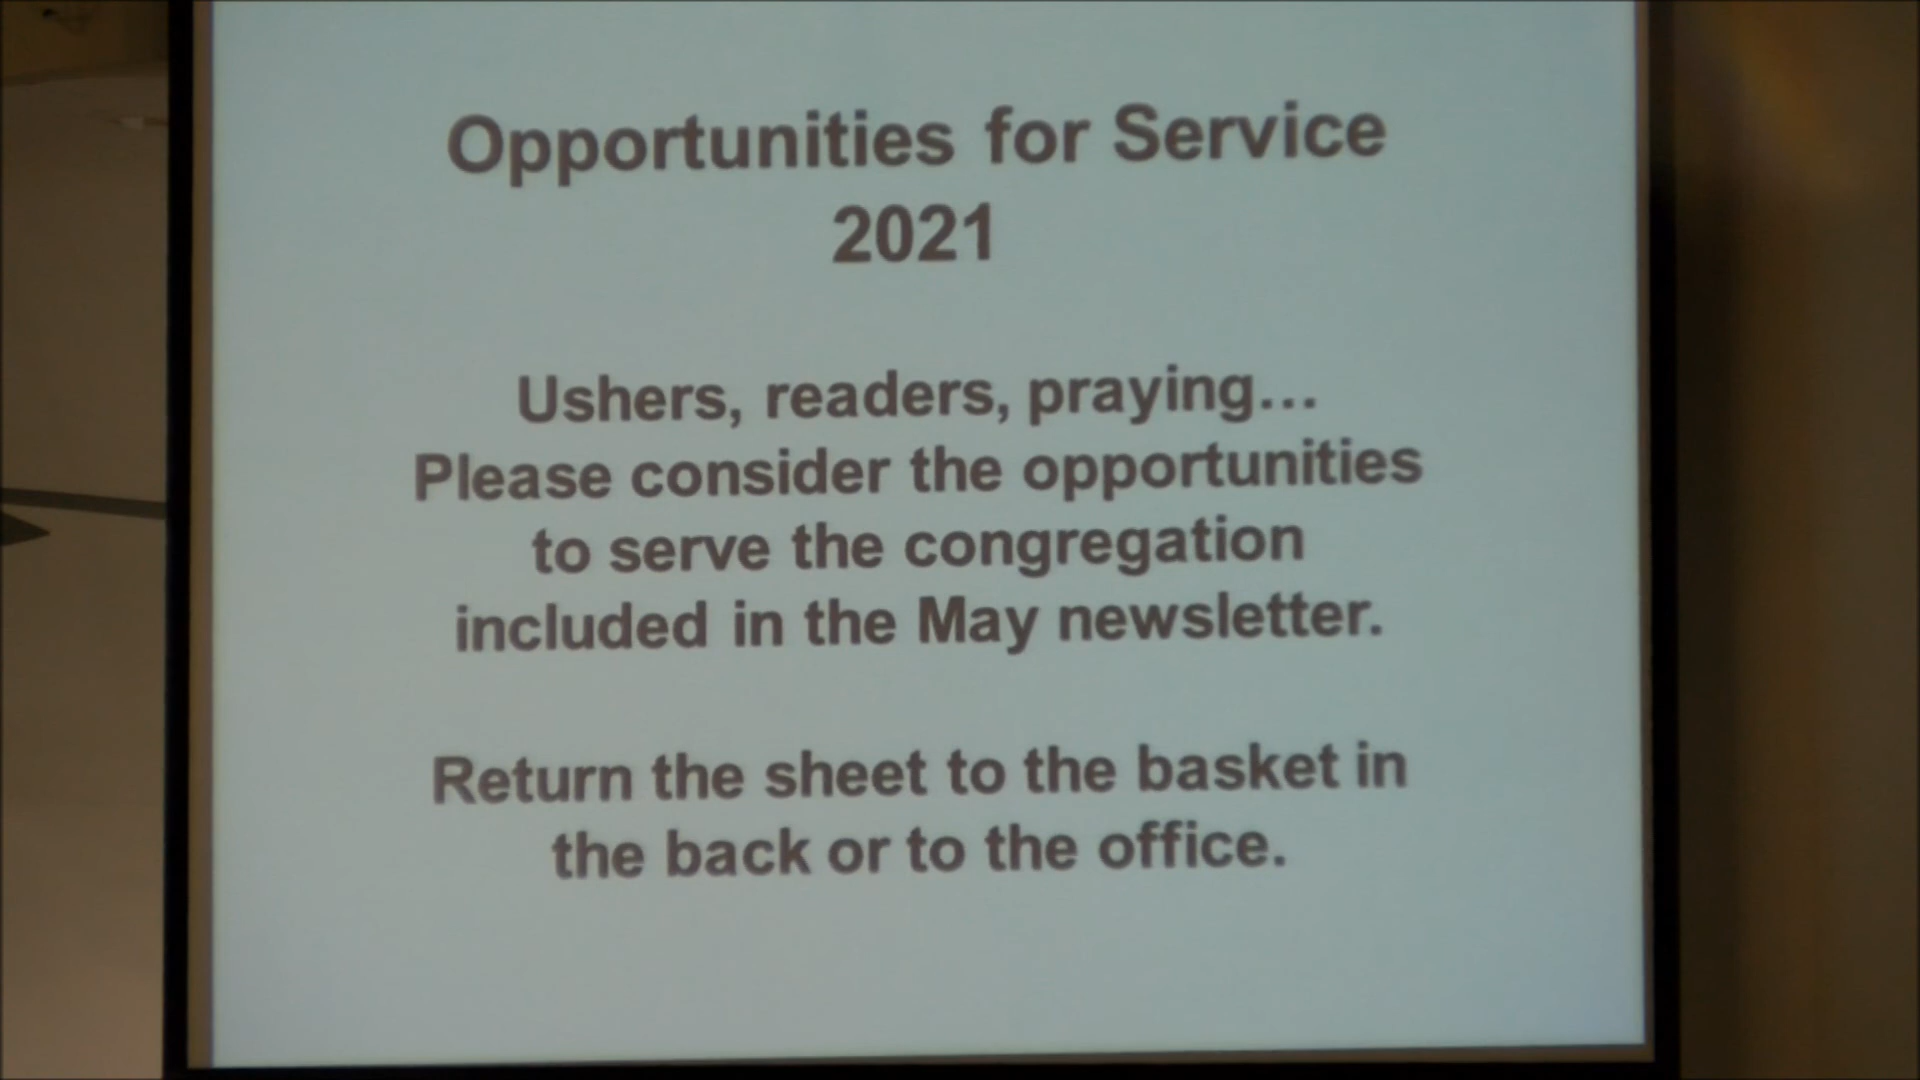 Opportunities for Service
2021
Ushers, readers, praying…
Please consider the opportunities
to serve the congregation
included in the May newsletter.
Return the sheet to the basket in
the back or to the office.